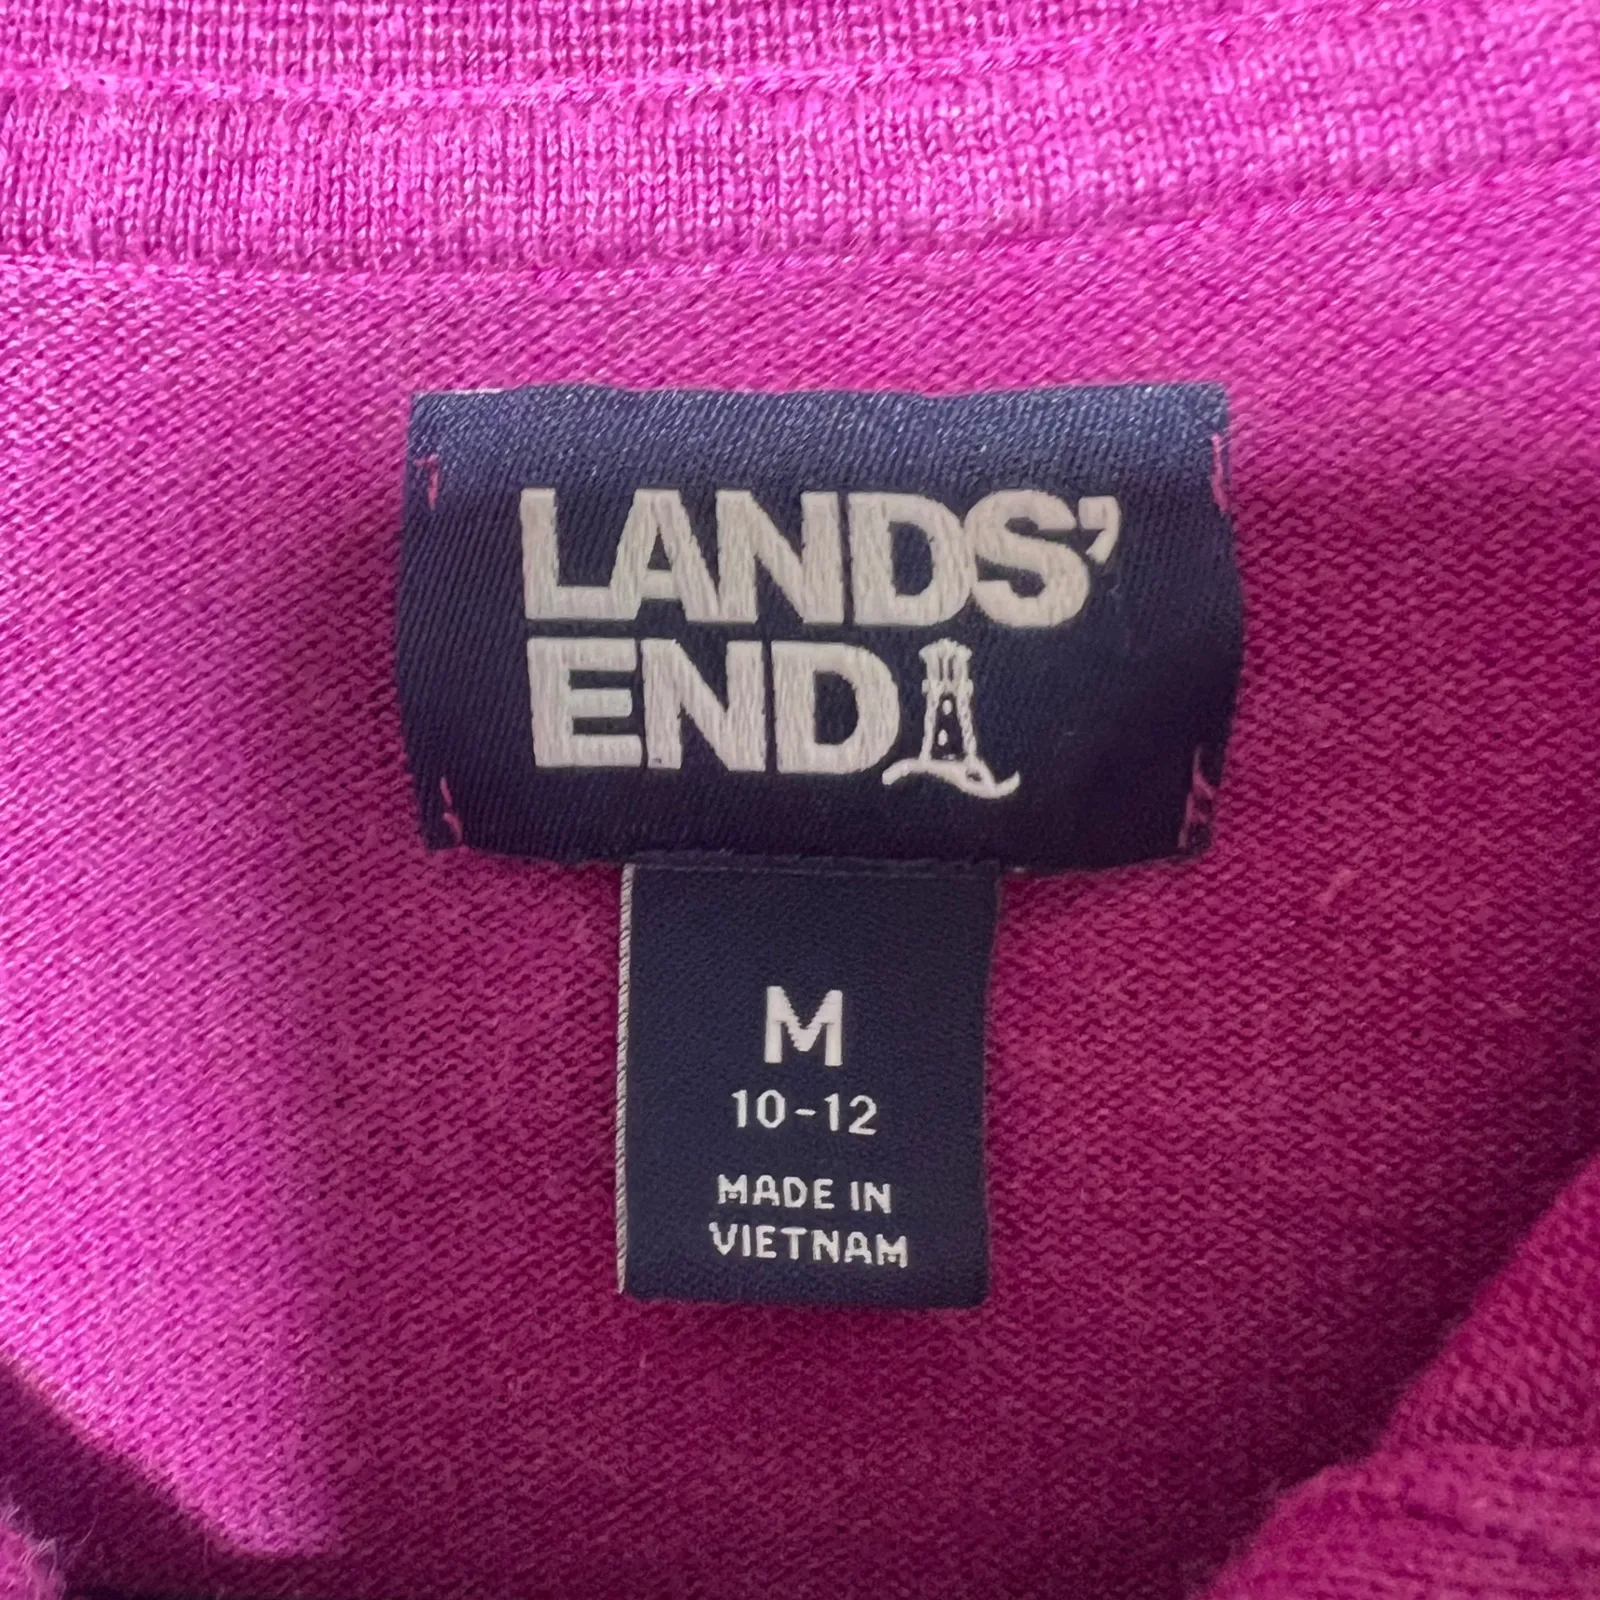 LANDS'
END
M
10-12
MADE IN
VIETNAM